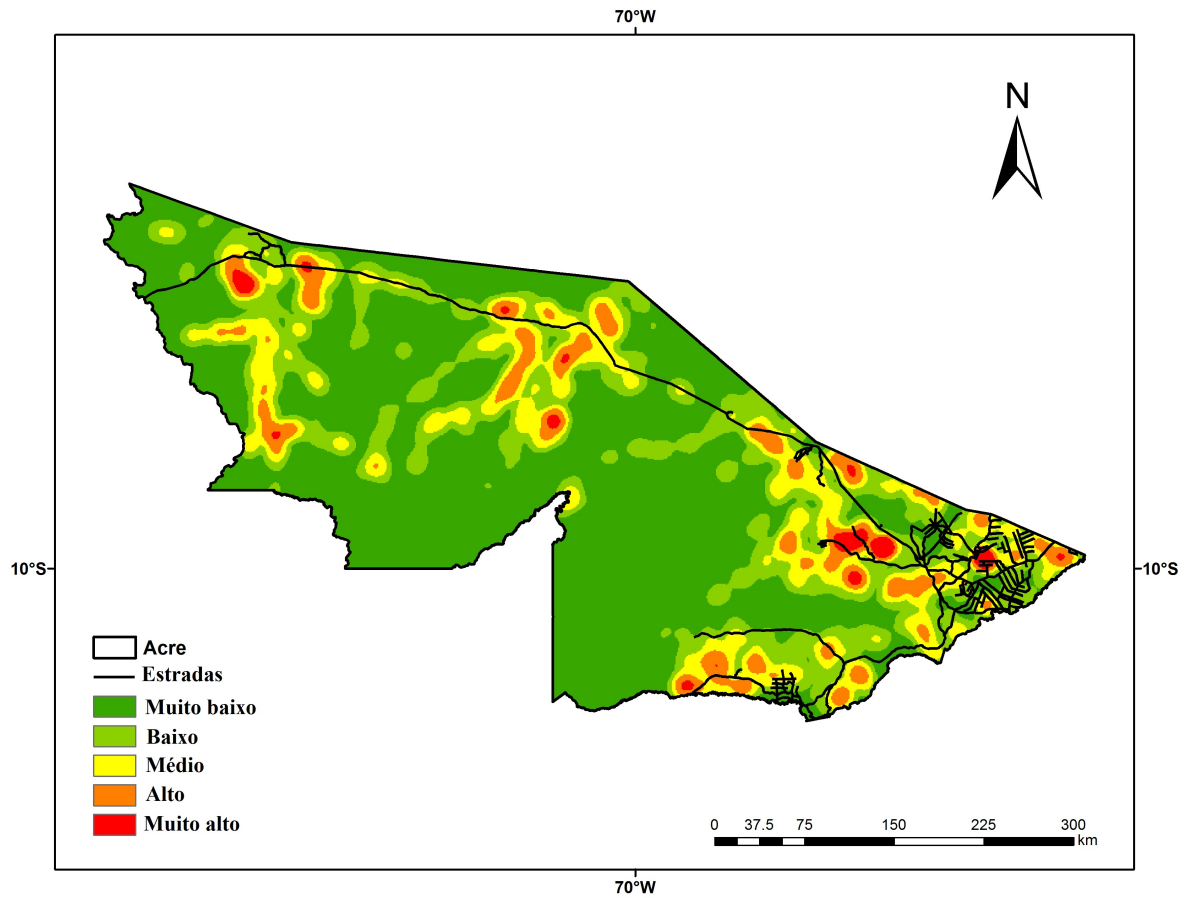 70°W
N
10°S
10°S
Acre
Estradas
Muito baixo
Baixo
Médio
Alto
Muito alto
0 37.5 75 150 225 300
km
70°W